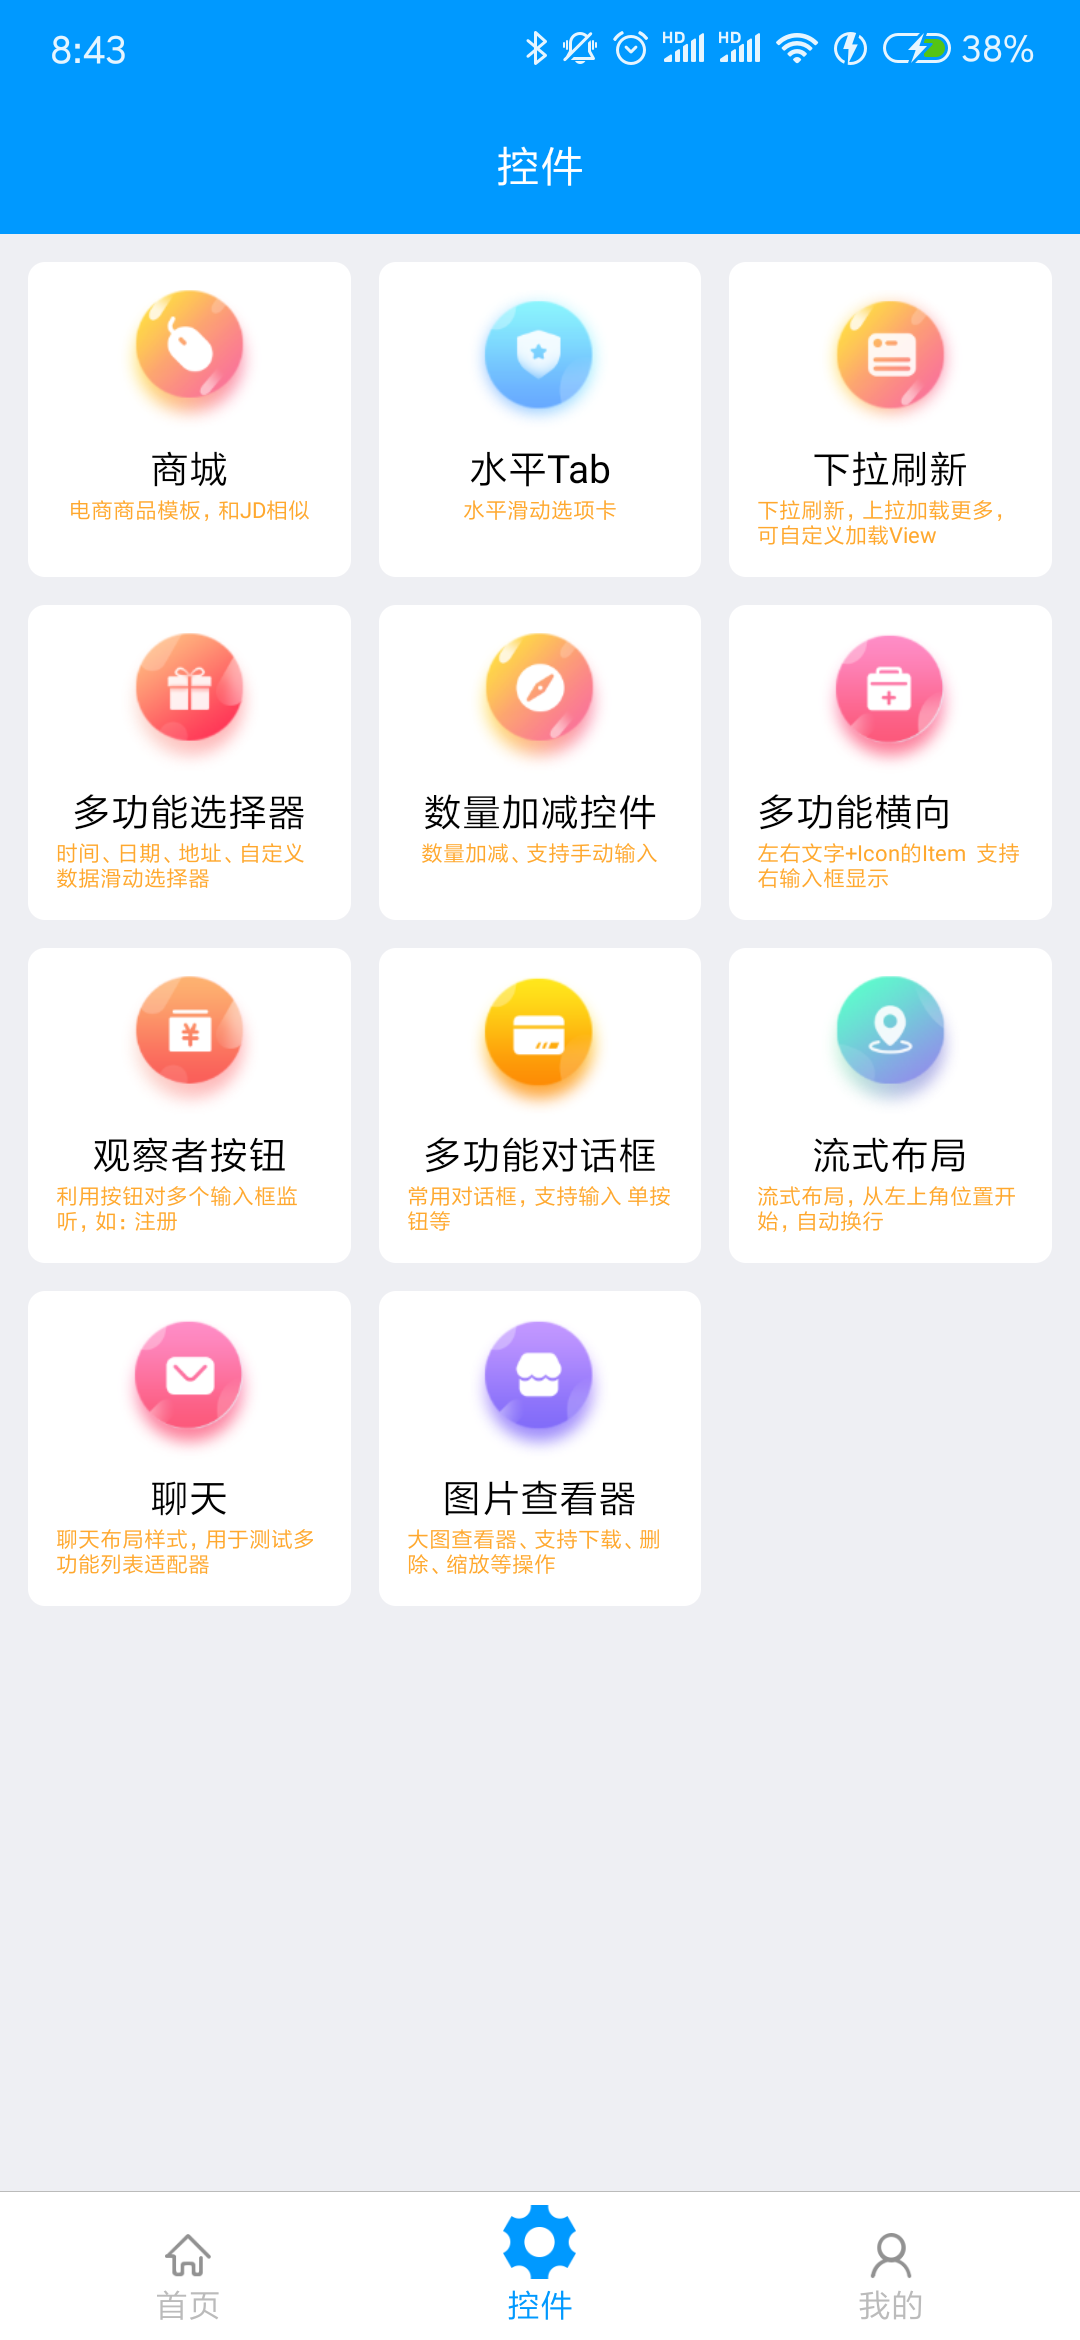 8:43
HD HD 38%
控件
商城
电商商品模板，和JD相似
水平Tab
水平滑动选项卡
下拉刷新
下拉刷新，上拉加载更多，
可自定义加载View
多功能选择器
时间、日期、地址、自定义
数据滑动选择器
数量加减控件
数量加减、支持手动输入
多功能横向
左右文字+Icon的Item 支持
右输入框显示
观察者按钮
利用按钮对多个输入框监
听，如：注册
多功能对话框
常用对话框，支持输入 单按
钮等
流式布局
流式布局，从左上角位置开
始，自动换行
聊天
聊天布局样式，用于测试多
功能列表适配器
图片查看器
大图查看器、支持下载、删
除、缩放等操作
首页
控件
我的